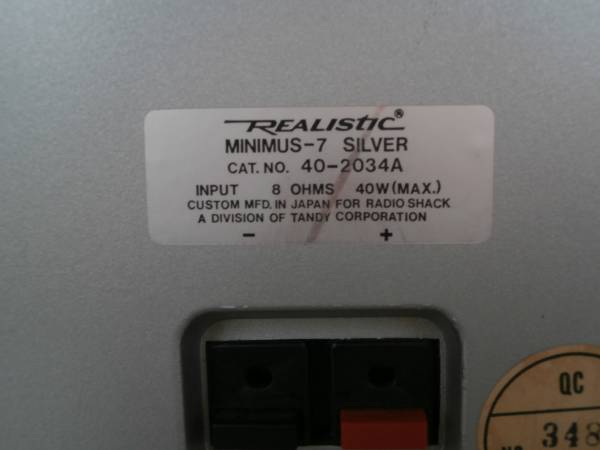 REALISTIC®
MINIMUS-7 SILVER
CAT. NO. 40-2034A
INPUT 8 OHMS 40W (MAX.)
CUSTOM MFD. IN JAPAN FOR RADIO SHACK
A DIVISION OF TANDY CORPORATION
- +
QC
348